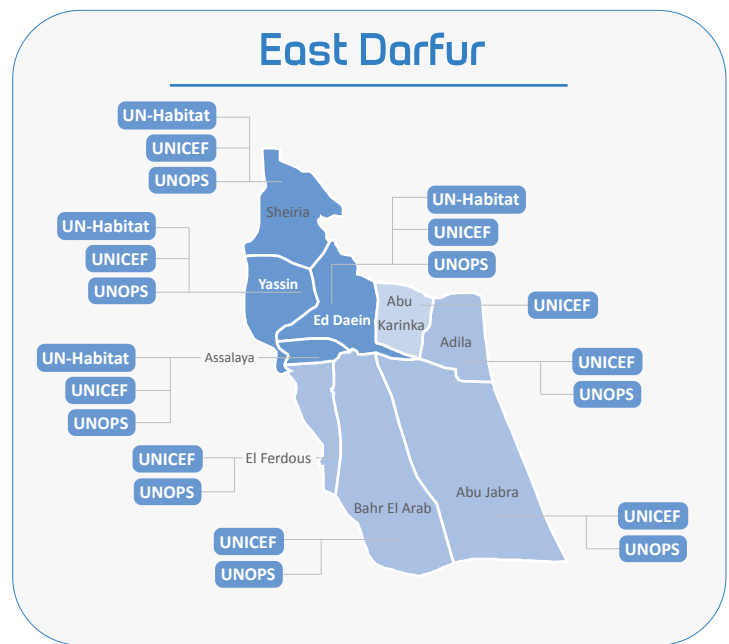 East Darfur
UN-Habitat
UNICEF
UNOPS
Sheiria
UN-Habitat
UNICEF
UNOPS
Yassin
UN-Habitat
UNICEF
UNOPS
Ed Daein
Abu
Karinka
UNICEF
Adila
UNICEF
UNOPS
UN-Habitat
UNICEF
UNOPS
Assalaya
UNICEF
UNOPS
El Ferdous
UNICEF
UNOPS
Bahr El Arab
Abu Jabra
UNICEF
UNOPS